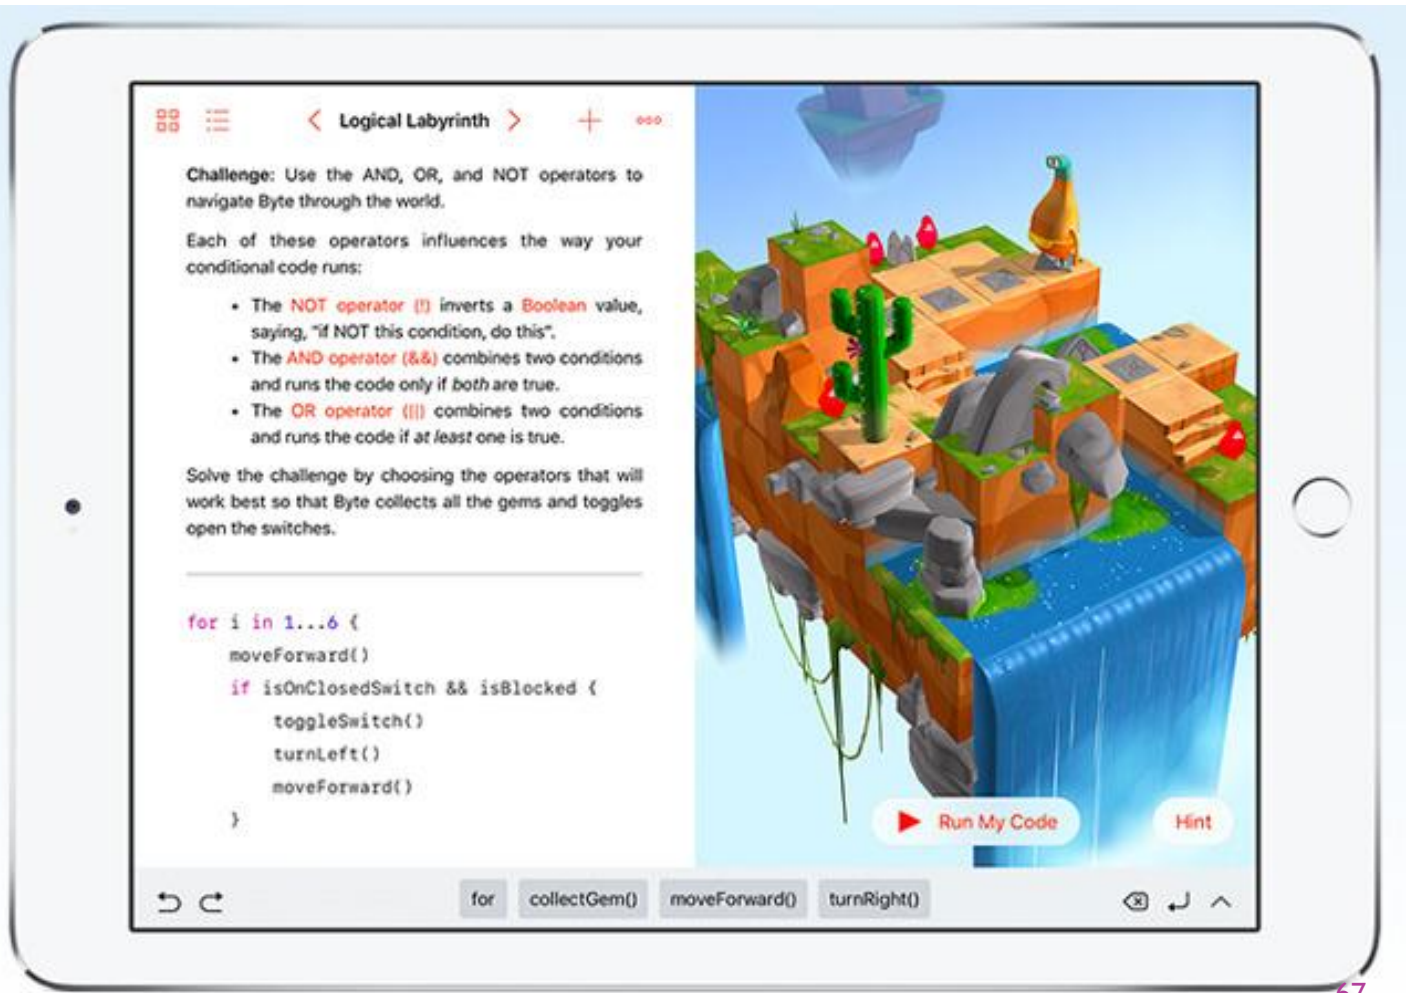 Logical Labyrinth
Challenge: Use the AND, OR, and NOT operators to
navigate Byte through the world.
Each of these operators influences the way your
conditional code runs:
• The NOT operator (!) inverts a Boolean value,
saying, "if NOT this condition, do this".
• The AND operator (&&) combines two conditions
and runs the code only if both are true.
• The OR operator (||) combines two conditions
and runs the code if at least one is true.
Solve the challenge by choosing the operators that will
work best so that Byte collects all the gems and toggles
open the switches.
for i in 1...6 {
moveForward()
if isOnClosedSwitch && isBlocked {
toggleSwitch()
turnLeft()
moveForward()
}
Run My Code
Hint
for
collectGem()
moveForward()
turnRight()
67